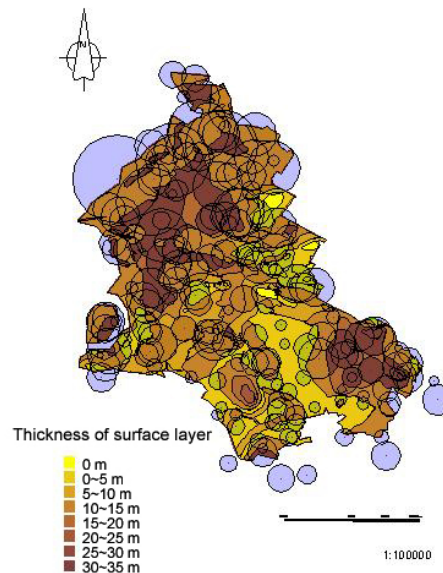 N
Thickness of surface layer
0 m
0~5 m
5~10 m
10~15 m
15~20 m
20~25 m
25~30 m
30~35 m
1:100000